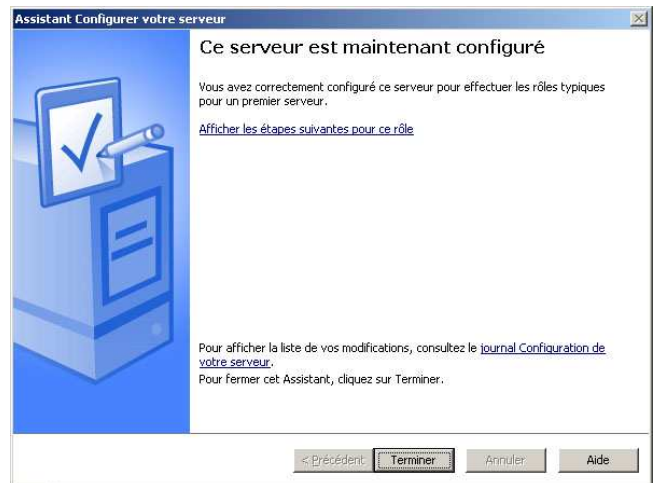 Assistant Configurer votre serveur
Ce serveur est maintenant configuré
Vous avez correctement configuré ce serveur pour effectuer les rôles typiques
pour un premier serveur.
Afficher les étapes suivantes pour ce rôle
Pour afficher la liste de vos modifications, consultez le journal Configuration de
votre serveur.
Pour fermer cet Assistant, cliquez sur Terminer.
< Précédent Terminer Annuler Aide